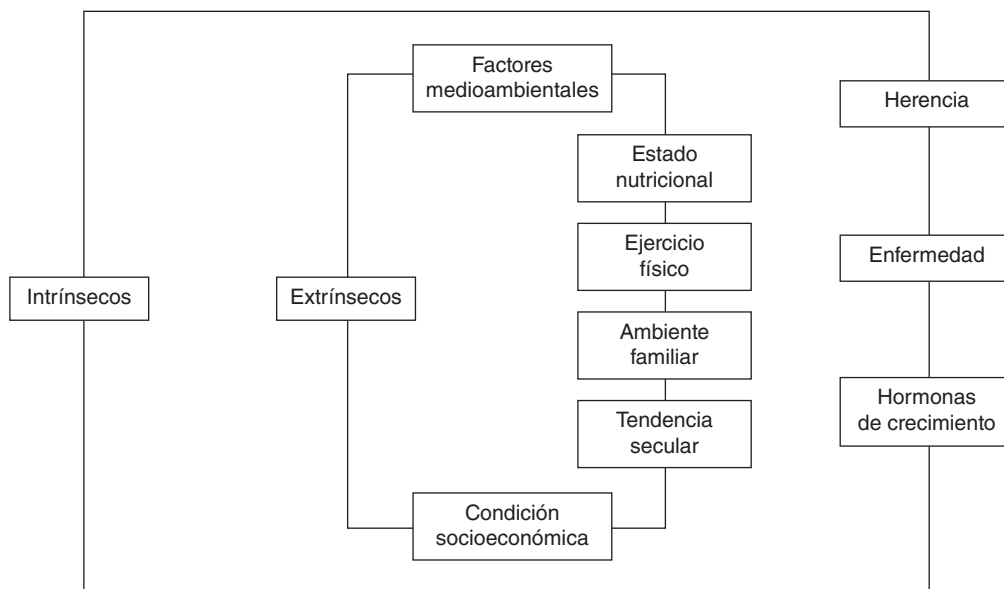 Factores
medioambientales
Herencia
Estado
nutricional
Ejercicio
físico
Enfermedad
Intrínsecos
Extrínsecos
Ambiente
familiar
Hormonas
de crecimiento
Tendencia
secular
Condición
socioeconómica